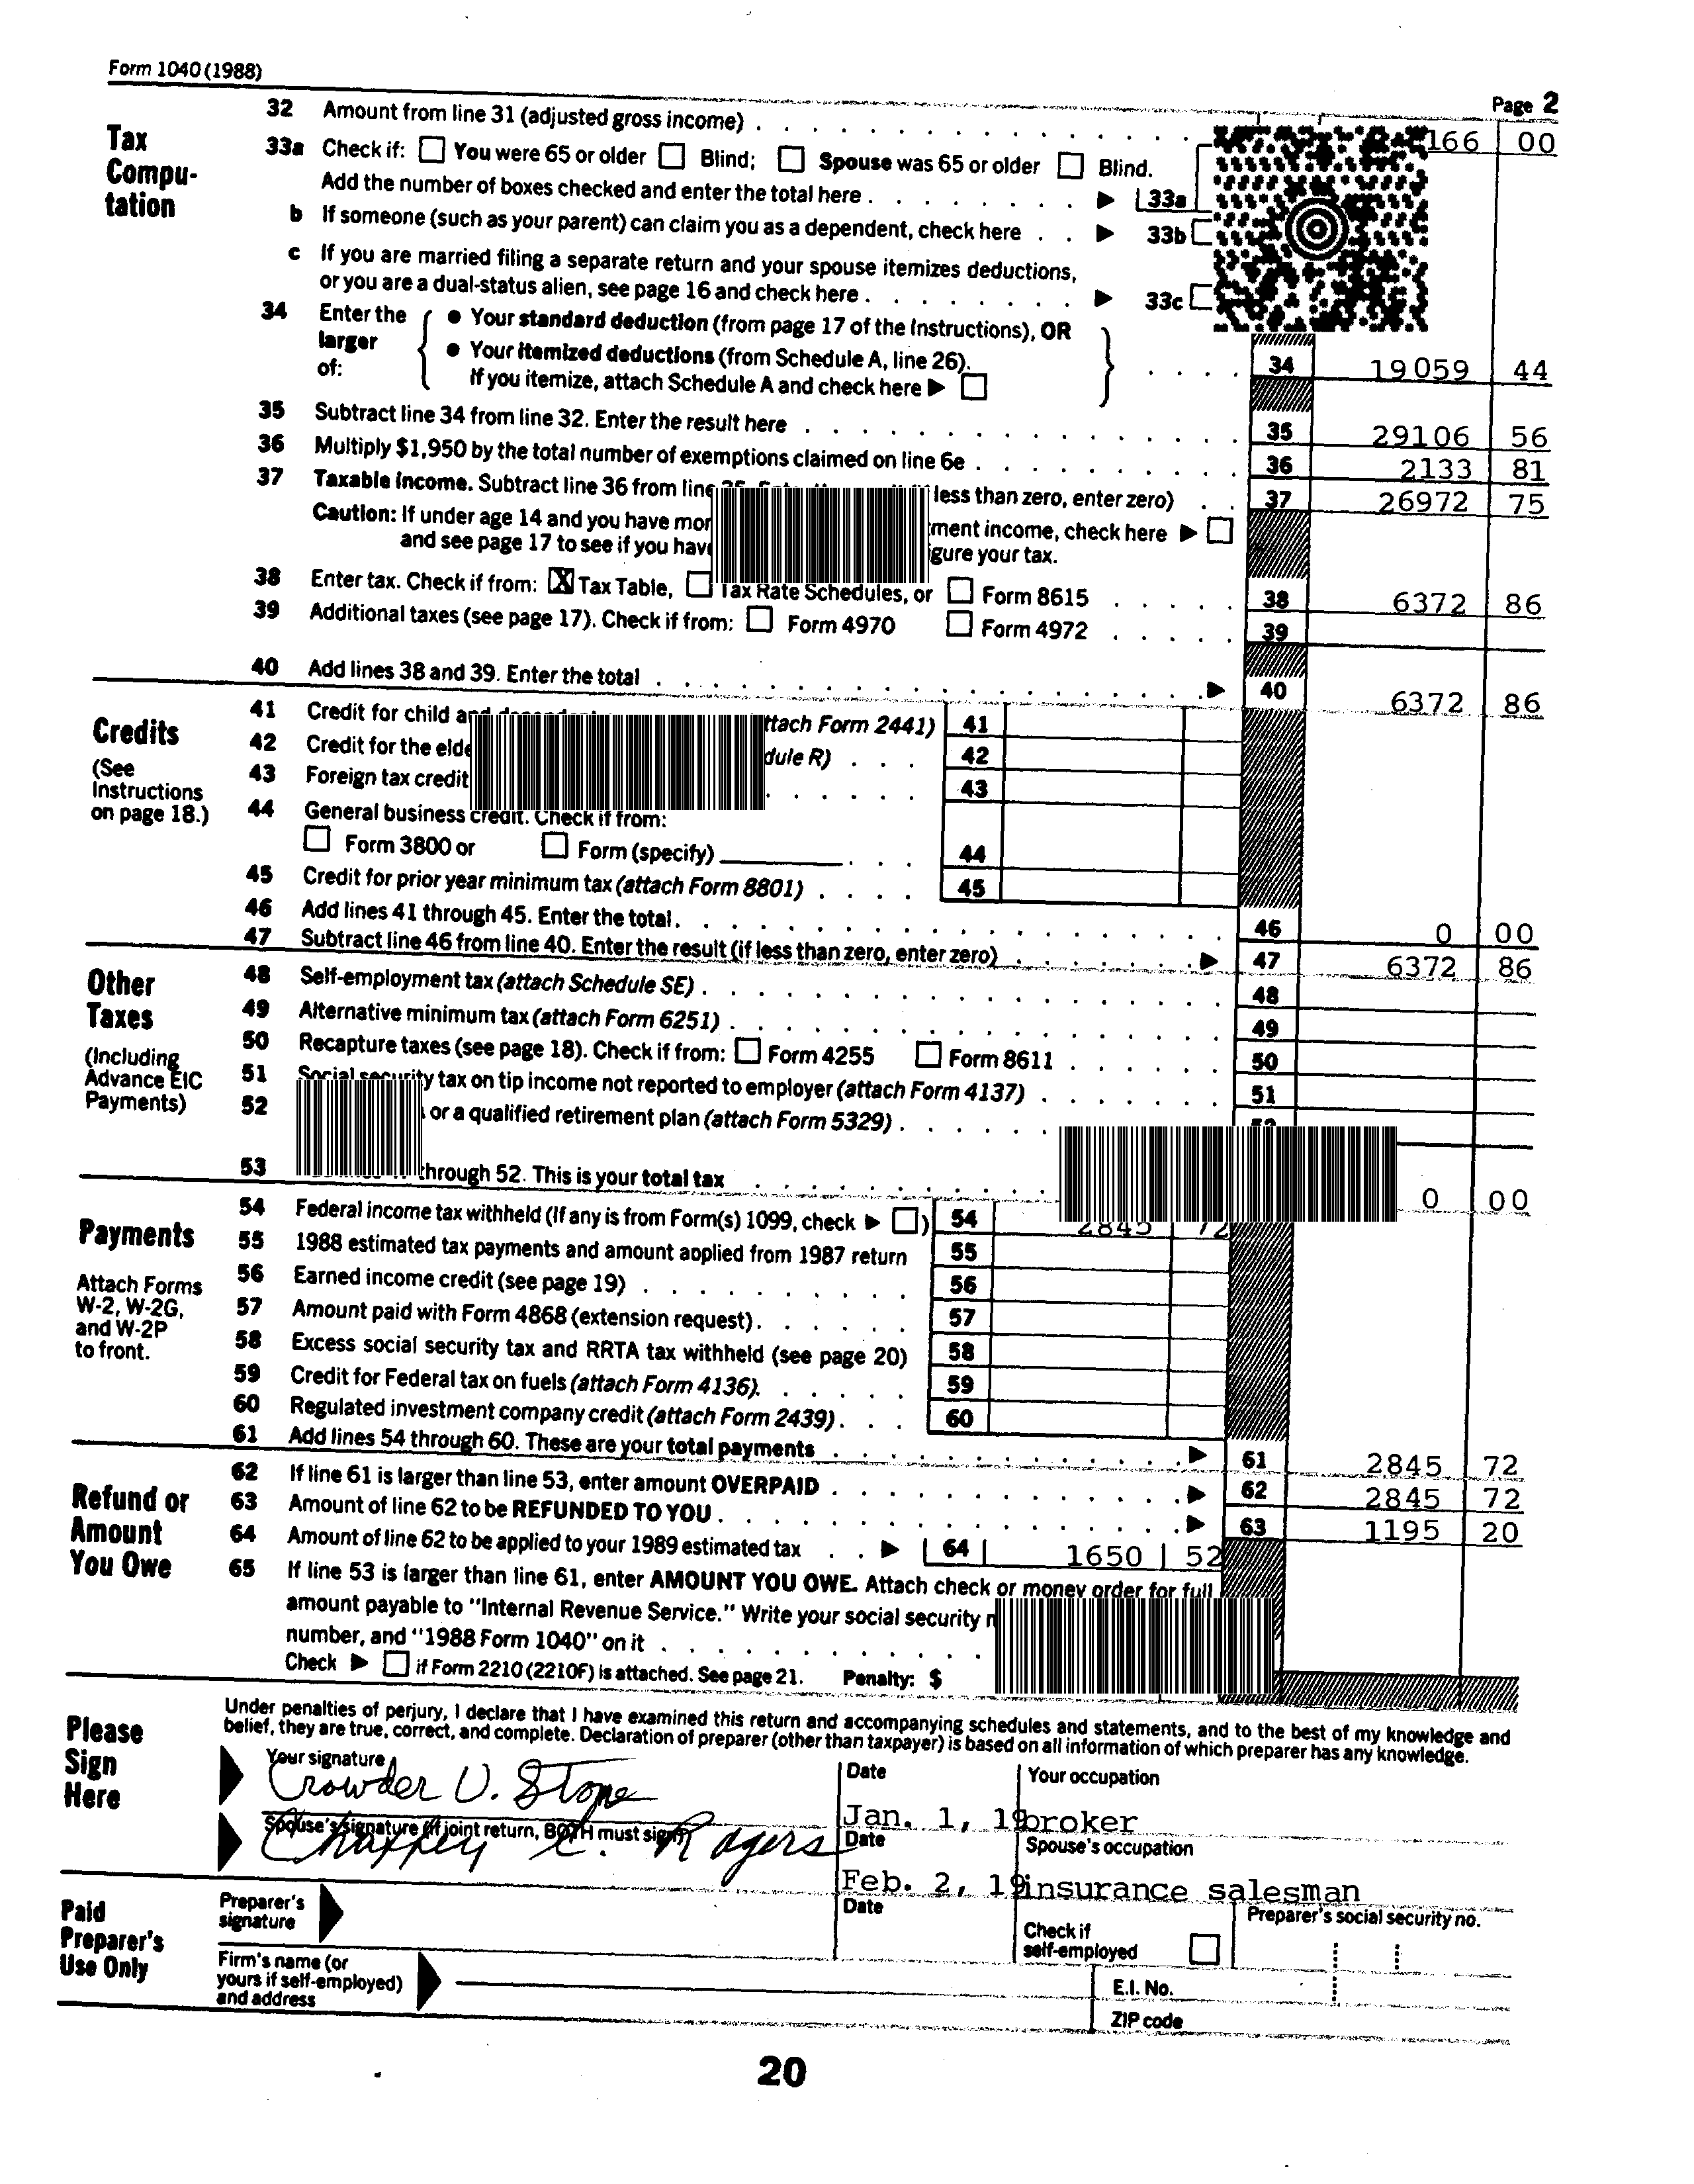 Form 1040 (1988)
Page 2
Tax Compu-tation
32 Amount from line 31 (adjusted gross income) 166 00
33a Check if: You were 65 or older Blind; Spouse was 65 or older Blind.
Add the number of boxes checked and enter the total here 33a
b If someone (such as your parent) can claim you as a dependent, check here 33b
c If you are married filing a separate return and your spouse itemizes deductions,
or you are a dual-status alien, see page 16 and check here 33c
34 Enter the larger of: { • Your standard deduction (from page 17 of the Instructions), OR
• Your itemized deductions (from Schedule A, line 26).
If you itemize, attach Schedule A and check here 34 19059 44
35 Subtract line 34 from line 32. Enter the result here 35 29106 56
36 Multiply $1,950 by the total number of exemptions claimed on line 6e 36 2133 81
37 Taxable income. Subtract line 36 from line less than zero, enter zero) 37 26972 75
Caution: If under age 14 and you have income, check here
and see page 17 to see if you your tax.
38 Enter tax. Check if from: X Tax Table, Tax Rate Schedules, or Form 8615 38 6372 86
39 Additional taxes (see page 17). Check if from: Form 4970 Form 4972 39
40 Add lines 38 and 39. Enter the total 40 6372 86
Credits
(See Instructions on page 18.)
41 Credit for child Form 2441) 41
42 Credit for the R) 42
43 Foreign tax credit 43
44 General business credit. Check if from:
Form 3800 or Form (specify) 44
45 Credit for prior year minimum tax (attach Form 8801) 45
46 Add lines 41 through 45. Enter the total. 46 0 00
47 Subtract line 46 from line 40. Enter the result (if less than zero, enter zero) 47 6372 86
Other Taxes
(Including Advance EIC Payments)
48 Self-employment tax (attach Schedule SE) 48
49 Alternative minimum tax (attach Form 6251) 49
50 Recapture taxes (see page 18). Check if from: Form 4255 Form 8611 50
51 Social security tax on tip income not reported to employer (attach Form 4137) 51
52 or a qualified retirement plan (attach Form 5329)
53 through 52. This is your total tax 0 00
Payments
Attach Forms W-2, W-2G, and W-2P to front.
54 Federal income tax withheld (If any is from Form(s) 1099, check ) 54 2845 72
55 1988 estimated tax payments and amount applied from 1987 return 55
56 Earned income credit (see page 19) 56
57 Amount paid with Form 4868 (extension request) 57
58 Excess social security tax and RRTA tax withheld (see page 20) 58
59 Credit for Federal tax on fuels (attach Form 4136) 59
60 Regulated investment company credit (attach Form 2439) 60
61 Add lines 54 through 60. These are your total payments 61 2845 72
Refund or Amount You Owe
62 If line 61 is larger than line 53, enter amount OVERPAID 62 2845 72
63 Amount of line 62 to be REFUNDED TO YOU 63 1195 20
64 Amount of line 62 to be applied to your 1989 estimated tax 64 1650 52
65 If line 53 is larger than line 61, enter AMOUNT YOU OWE. Attach check or money order for full
amount payable to "Internal Revenue Service." Write your social security
number, and "1988 Form 1040" on it
Check if Form 2210 (2210F) is attached. See page 21. Penalty: $
Please Sign Here
Under penalties of perjury, I declare that I have examined this return and accompanying schedules and statements, and to the best of my knowledge and
belief, they are true, correct, and complete. Declaration of preparer (other than taxpayer) is based on all information of which preparer has any knowledge.
Your signature Date Your occupation
Crowder U. Stone Jan. 1, 19 broker
Spouse's signature (if joint return, BOTH must sign) Date Spouse's occupation
Rogers Feb. 2, 19 insurance salesman
Paid Preparer's Use Only
Preparer's signature Date Check if self-employed Preparer's social security no.
Firm's name (or yours if self-employed) and address E.I. No.
ZIP code
20